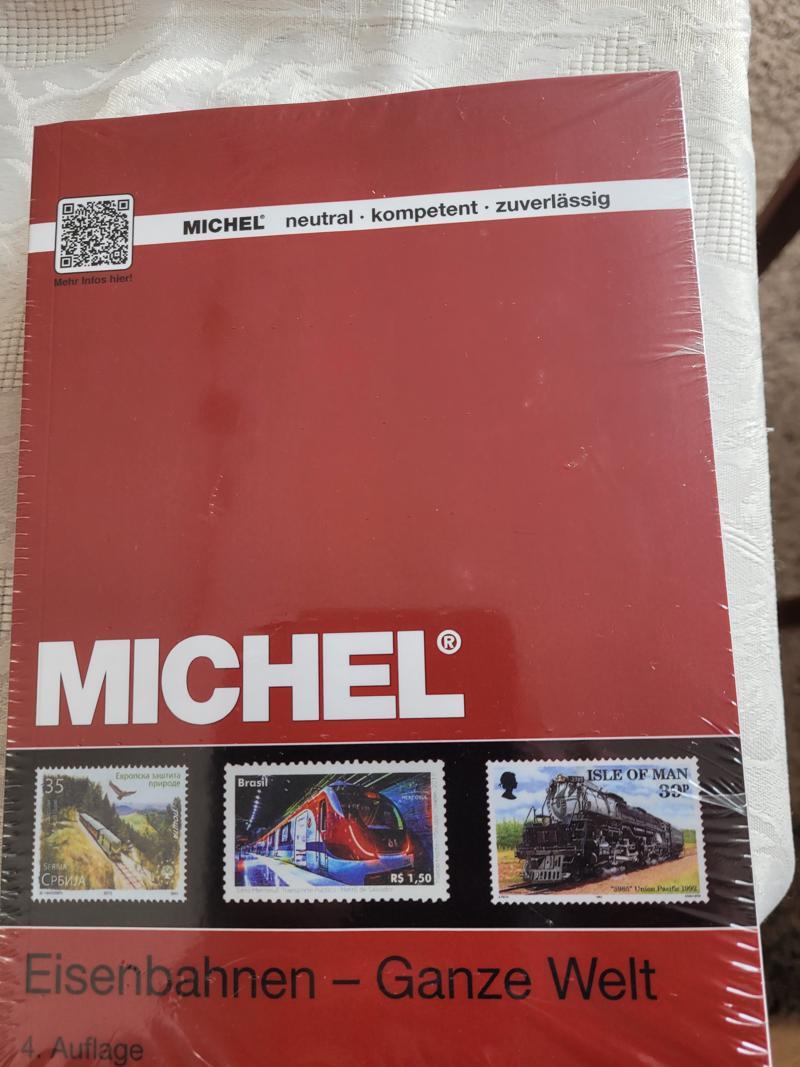 MICHEL® neutral · kompetent · zuverlässig
Mehr Infos hier!
MICHEL®
35
Европска заштита
природе
SERBIA
СРБИЈА
Brasil
R$ 1,50
ISLE OF MAN
"3985" Union Pacific 1992
Eisenbahnen – Ganze Welt
4. Auflage